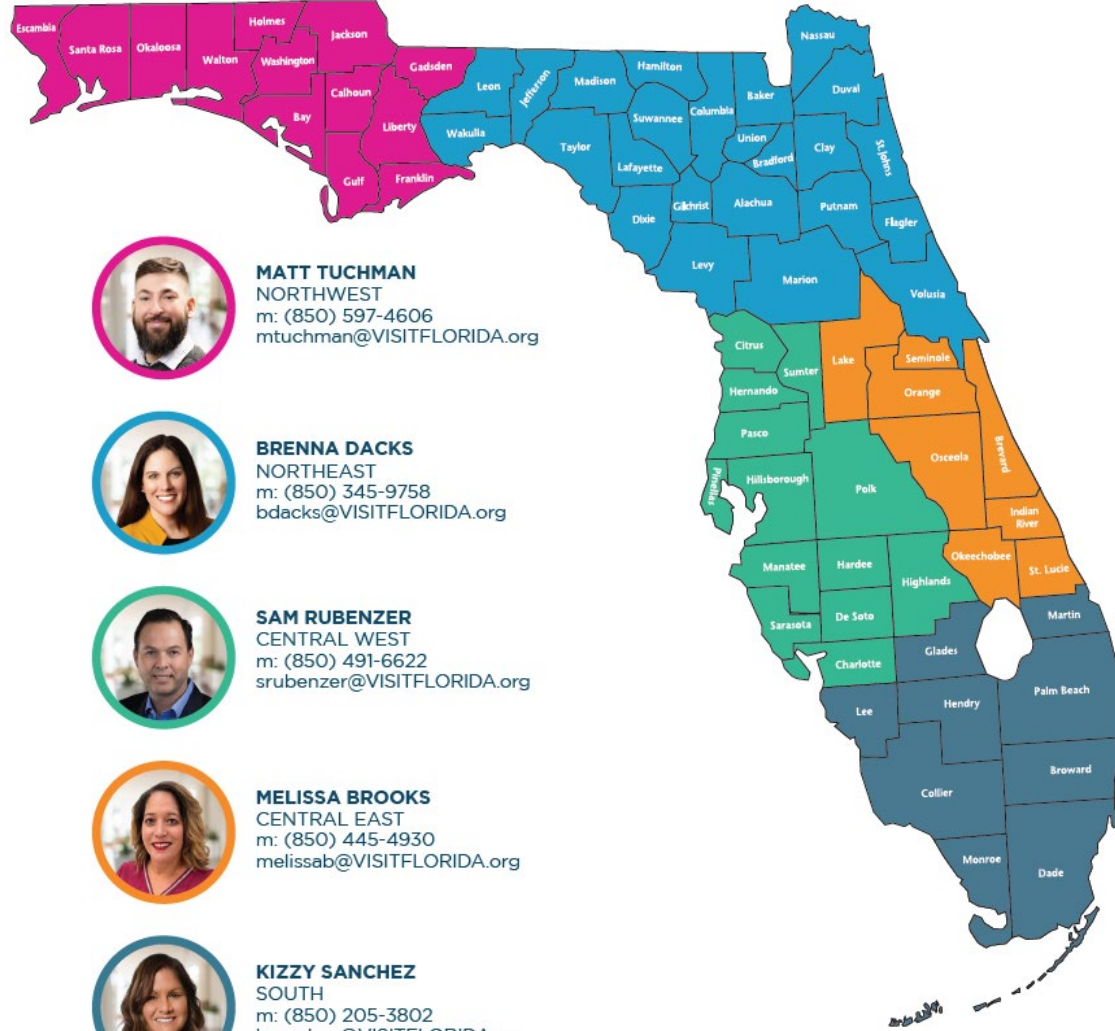 Escambia
Santa Rosa
Okaloosa
Walton
Holmes
Washington
Jackson
Bay
Calhoun
Gulf
Liberty
Gadsden
Franklin
Leon
Wakulla
Jefferson
Madison
Taylor
Hamilton
Suwannee
Lafayette
Dixie
Columbia
Gilchrist
Levy
Baker
Union
Bradford
Alachua
Marion
Nassau
Duval
Clay
St. Johns
Putnam
Flagler
Volusia
Citrus
Sumter
Hernando
Pasco
Pinellas
Hillsborough
Polk
Manatee
Hardee
Highlands
Sarasota
De Soto
Charlotte
Lake
Seminole
Orange
Osceola
Brevard
Indian
River
Okeechobee
St. Lucie
Martin
Glades
Lee
Hendry
Palm Beach
Collier
Broward
Monroe
Dade
MATT TUCHMAN
NORTHWEST
m: (850) 597-4606
mtuchman@VISITFLORIDA.org
BRENNA DACKS
NORTHEAST
m: (850) 345-9758
bdacks@VISITFLORIDA.org
SAM RUBENZER
CENTRAL WEST
m: (850) 491-6622
srubenzer@VISITFLORIDA.org
MELISSA BROOKS
CENTRAL EAST
m: (850) 445-4930
melissab@VISITFLORIDA.org
KIZZY SANCHEZ
SOUTH
m: (850) 205-3802